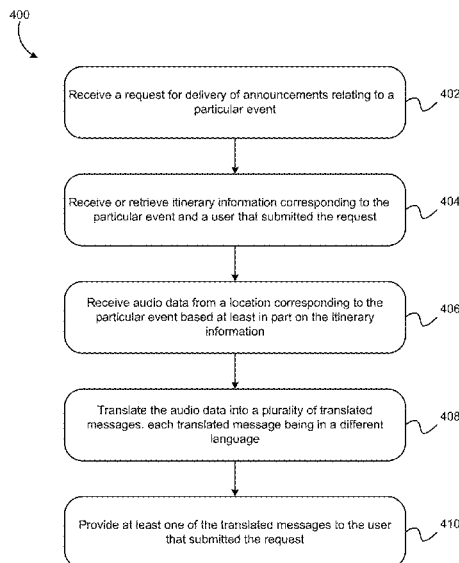 400
Receive a request for delivery of announcements relating to a
particular event
402
Receive or retrieve itinerary information corresponding to the
particular event and a user that submitted the request
404
Receive audio data from a location corresponding to the
particular event based at least in part on the itinerary
information
406
Translate the audio data into a plurality of translated
messages, each translated message being in a different
language
408
Provide at least one of the translated messages to the user
that submitted the request
410